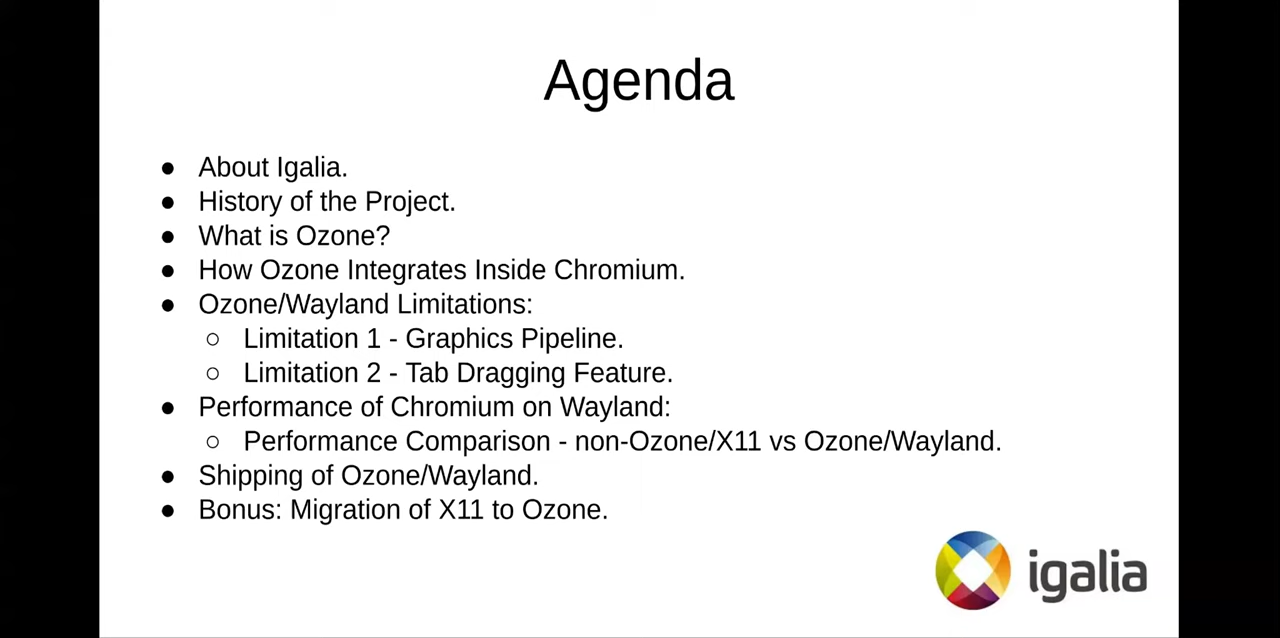 Agenda
● About Igalia.
● History of the Project.
● What is Ozone?
● How Ozone Integrates Inside Chromium.
● Ozone/Wayland Limitations:
○ Limitation 1 - Graphics Pipeline.
○ Limitation 2 - Tab Dragging Feature.
● Performance of Chromium on Wayland:
○ Performance Comparison - non-Ozone/X11 vs Ozone/Wayland.
● Shipping of Ozone/Wayland.
● Bonus: Migration of X11 to Ozone.
igalia